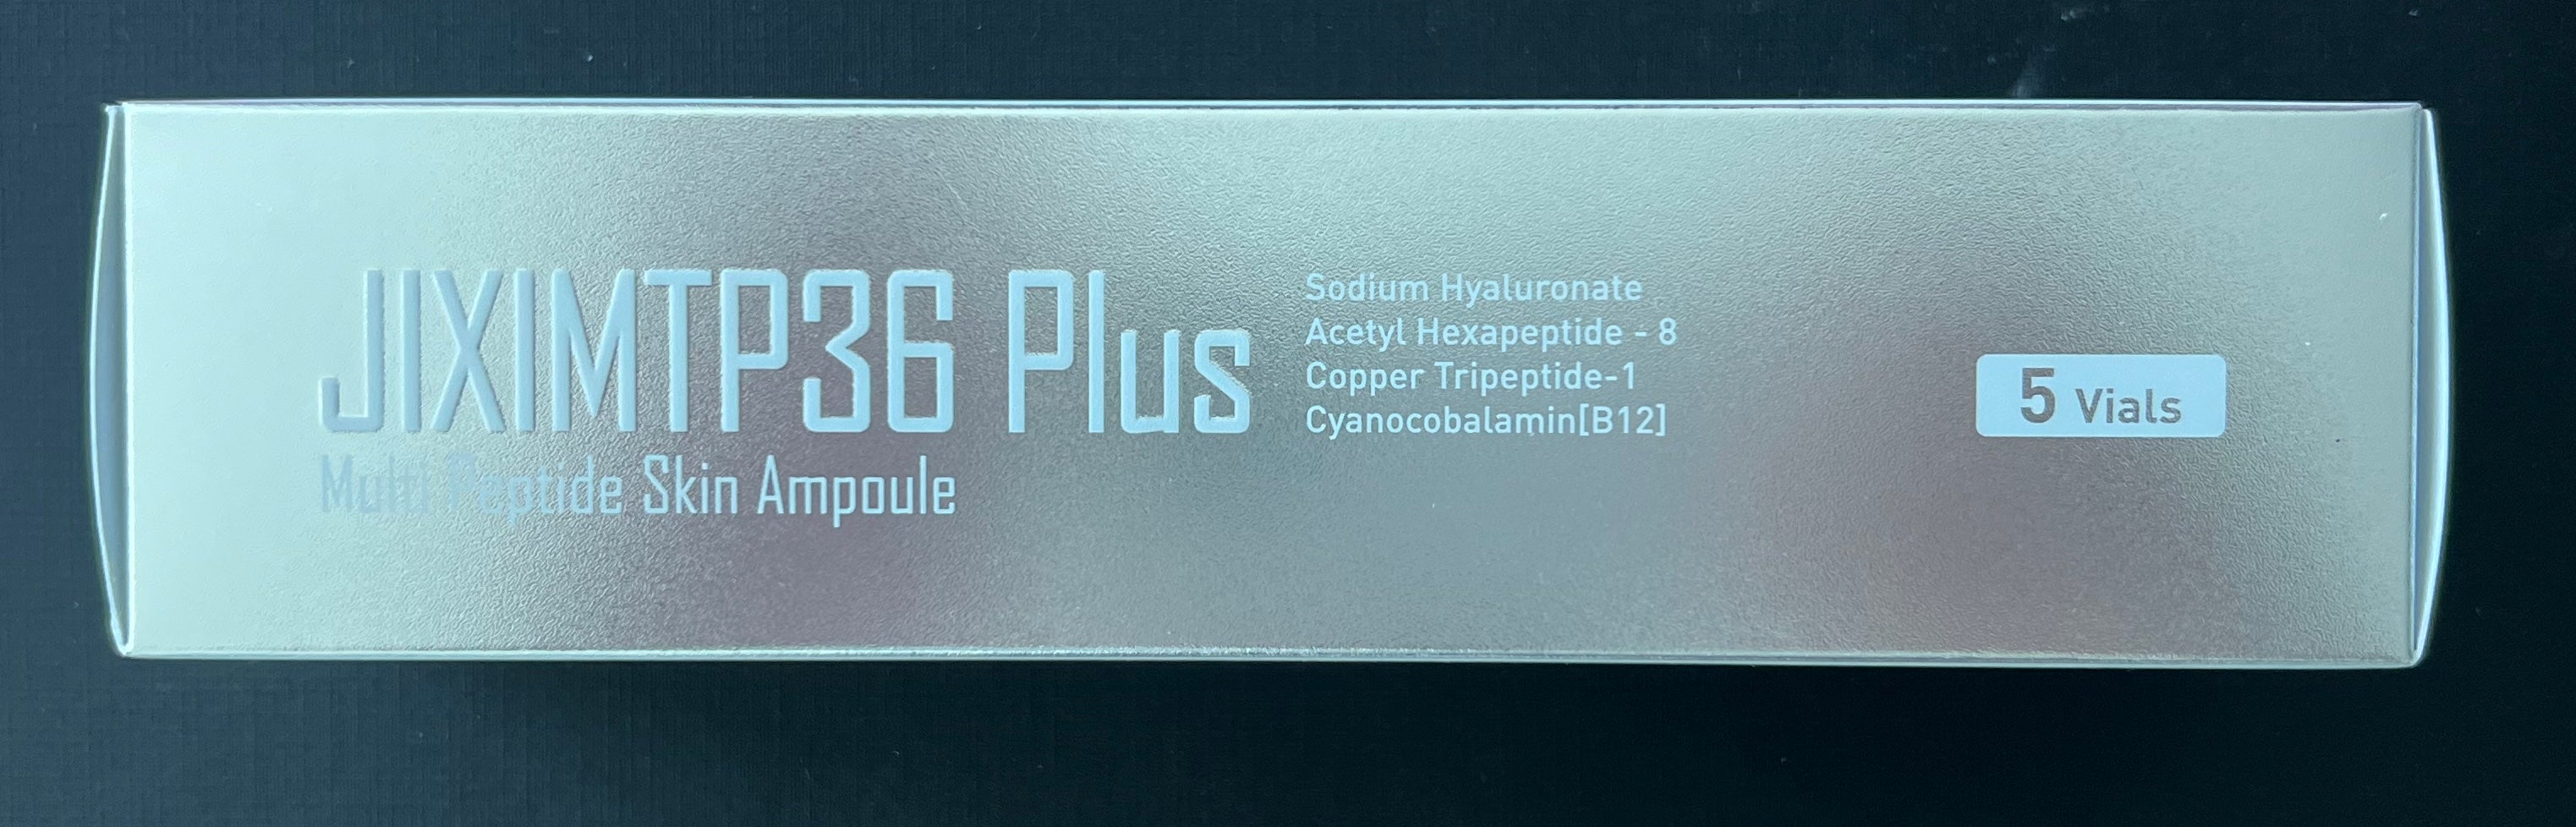 JIXIMTP36 Plus
Multi Peptide Skin Ampoule
Sodium Hyaluronate
Acetyl Hexapeptide - 8
Copper Tripeptide-1
Cyanocobalamin[B12]
5 Vials